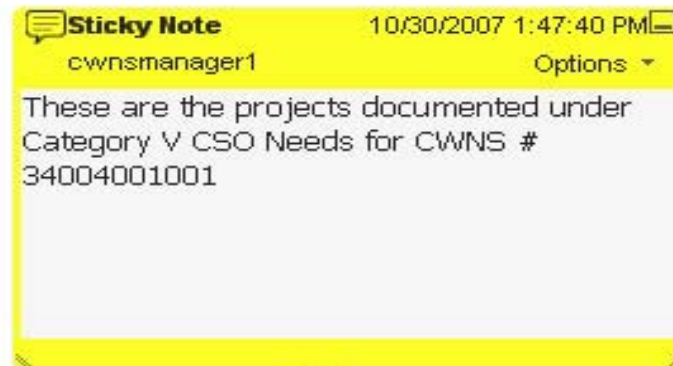 Sticky Note 10/30/2007 1:47:40 PM
cwnsmanager1 Options
These are the projects documented under
Category V CSO Needs for CWNS #
34004001001